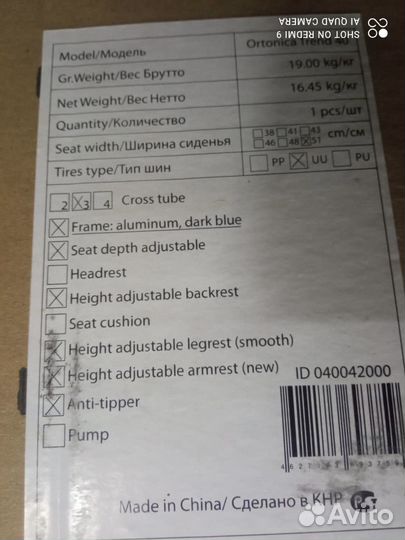 SHOT ON REDMI 9
AI QUAD CAMERA
Model/Модель Ortonica Trend 40
Gr.Weight/Вес Брутто 19.00 kg/кг
Net Weight/Вес Нетто 16.45 kg/кг
Quantity/Количество 1 pcs/шт
Seat width/Ширина сиденья 38 41 43 cm/см
46 48 51
Tires type/Тип шин PP UU PU
2 3 4 Cross tube
Frame: aluminum, dark blue
Seat depth adjustable
Headrest
Height adjustable backrest
Seat cushion
Height adjustable legrest (smooth)
Height adjustable armrest (new)
ID 040042000
Anti-tipper
Pump
Made in China/ Сделано в КНР
Avito